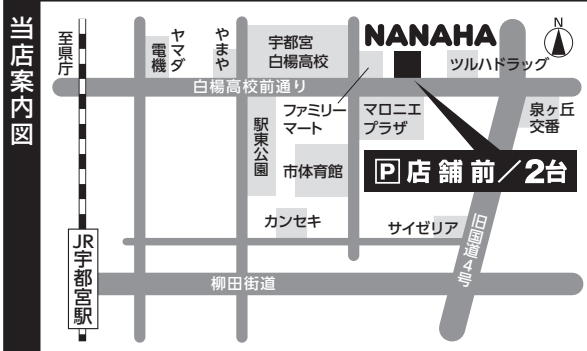 当店案内図
至県庁
ヤマダ
電機
やまや
宇都宮
白楊高校
NANAHA
N
ツルハドラッグ
白楊高校前通り
ファミリー
マート
マロニエ
プラザ
泉ヶ丘
交番
駅東公園
市体育館
P店舗前／2台
カンセキ
サイゼリア
旧国道4号
JR宇都宮駅
柳田街道